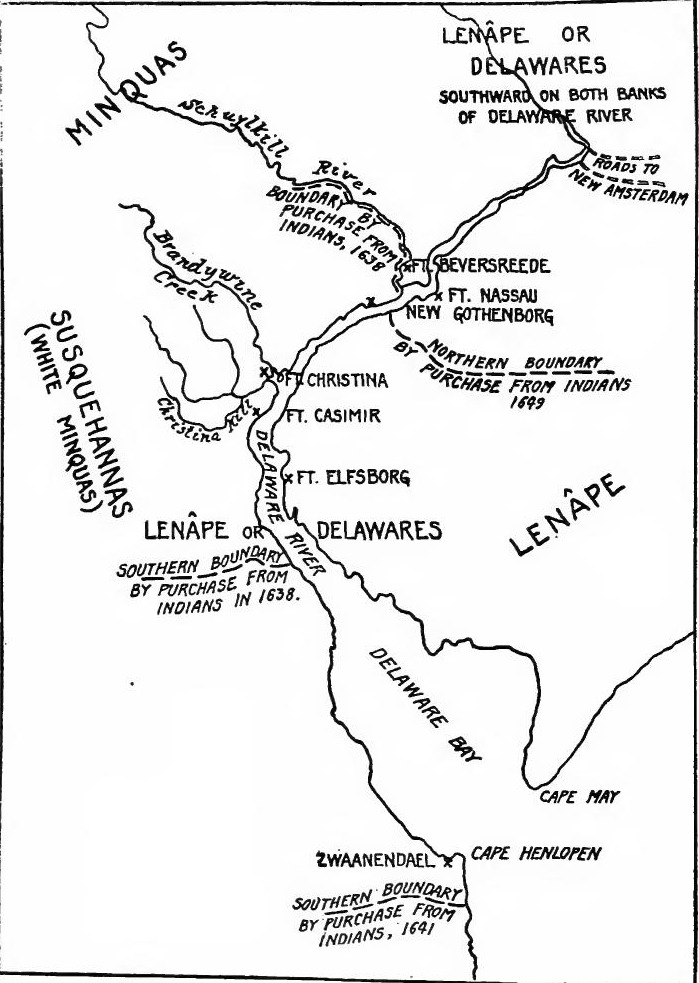 LENÂPE OR
DELAWARES
SOUTHWARD ON BOTH BANKS
OF DELAWARE RIVER
MINQUAS
Schuylkill River
ROADS TO
NEW AMSTERDAM
BOUNDARY BY
PURCHASE FROM
INDIANS, 1638
FT. BEVERSREEDE
FT. NASSAU
NEW GOTHENBORG
Brandywine
Creek
NORTHERN BOUNDARY
BY PURCHASE FROM INDIANS
1649
SUSQUEHANNAS
(WHITE MINQUAS)
FT. CHRISTINA
Christina Kill
FT. CASIMIR
FT. ELFSBORG
DELAWARE RIVER
LENÂPE
LENÂPE OR DELAWARES
SOUTHERN BOUNDARY
BY PURCHASE FROM
INDIANS IN 1638.
DELAWARE BAY
CAPE MAY
ZWAANENDAEL
CAPE HENLOPEN
SOUTHERN BOUNDARY
BY PURCHASE FROM
INDIANS, 1641